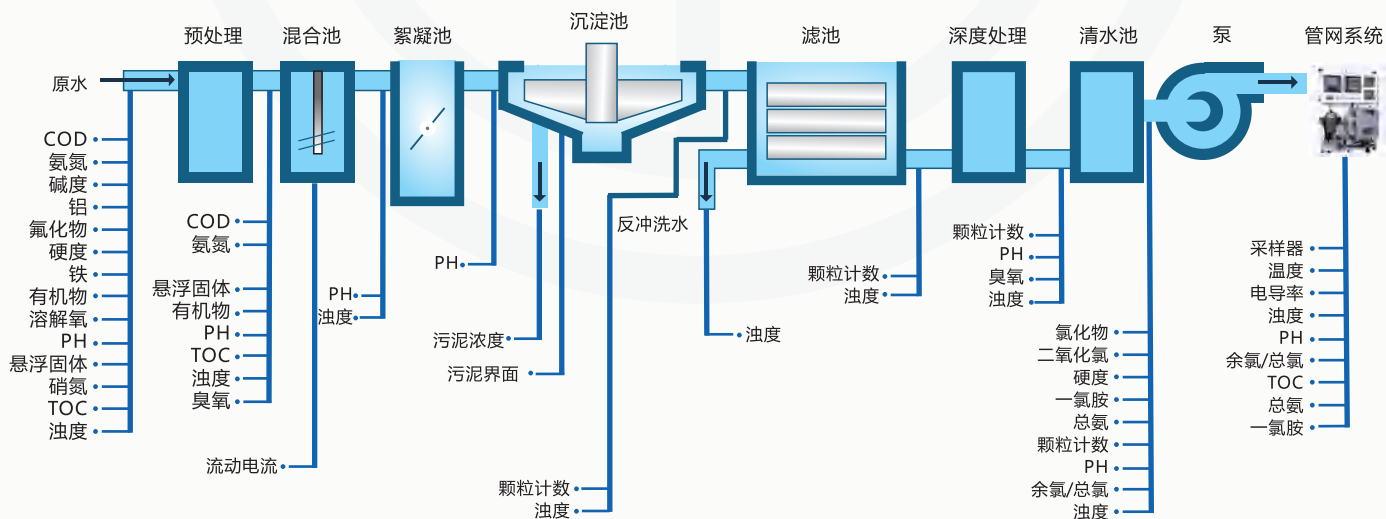 预处理
混合池
絮凝池
沉淀池
滤池
深度处理
清水池
泵
管网系统
原水
COD
氨氮
碱度
铝
氟化物
硬度
铁
有机物
溶解氧
PH
悬浮固体
硝氮
TOC
浊度
COD
氨氮
悬浮固体
有机物
PH
TOC
浊度
臭氧
流动电流
PH
浊度
PH
污泥浓度
污泥界面
反冲洗水
颗粒计数
浊度
浊度
颗粒计数
浊度
颗粒计数
PH
臭氧
浊度
氯化物
二氧化氯
硬度
一氯胺
总氨
颗粒计数
PH
余氯/总氯
浊度
采样器
温度
电导率
浊度
PH
余氯/总氯
TOC
总氨
一氯胺